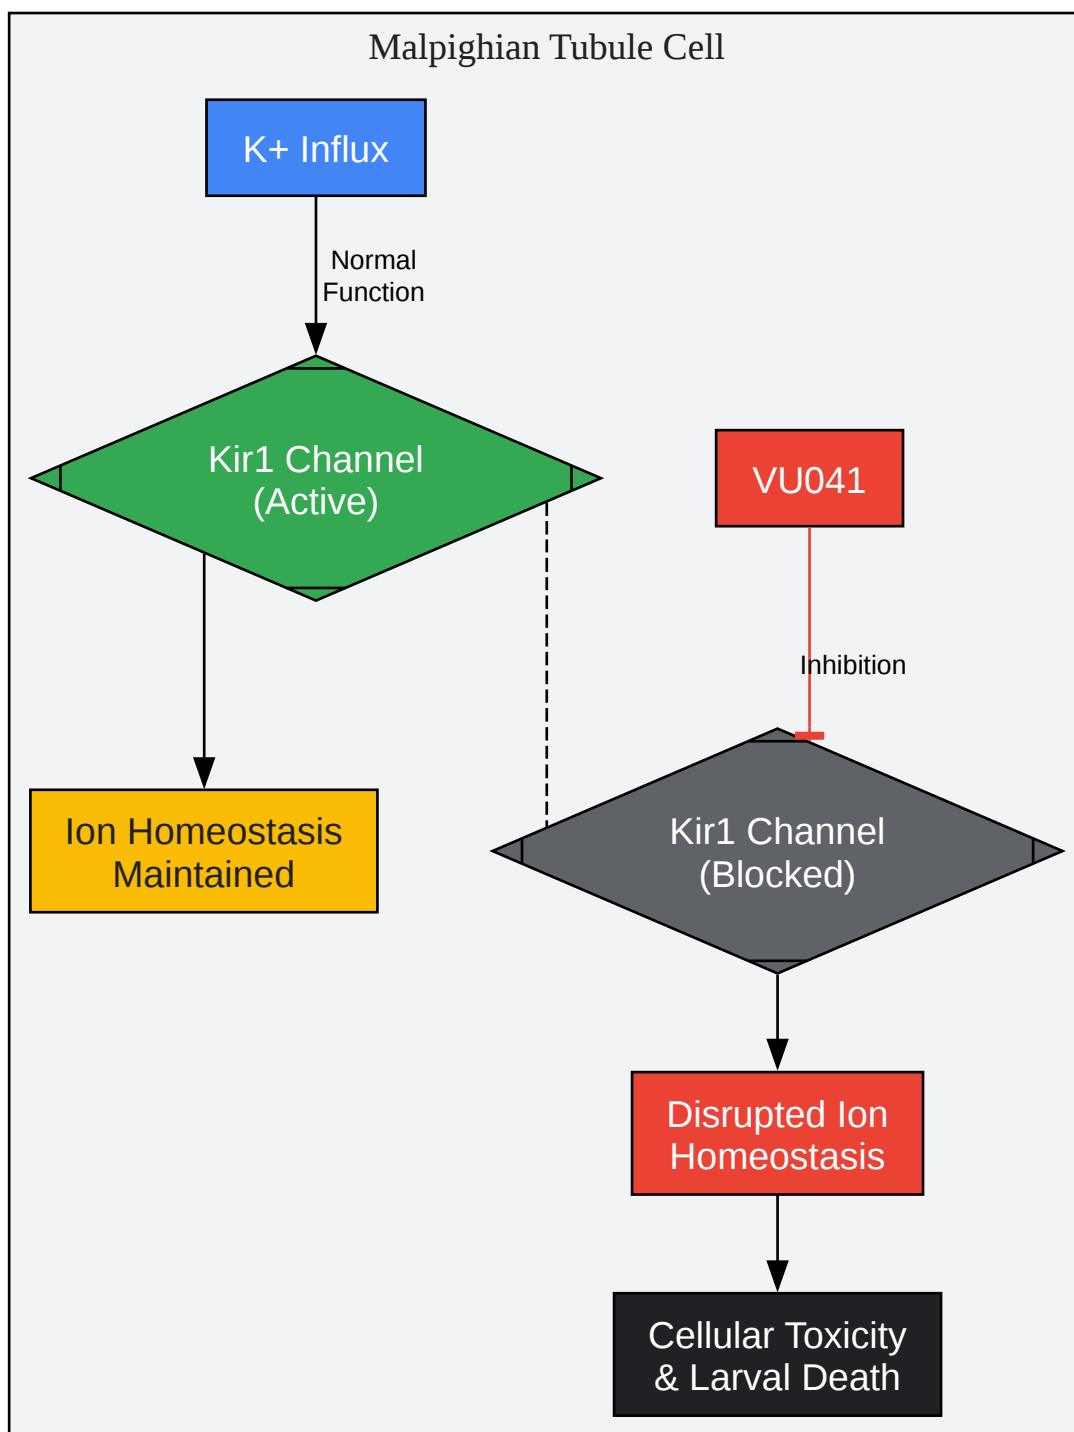 Malpighian Tubule Cell
K+ Influx
Normal
Function
Kir1 Channel
(Active)
VU041
Inhibition
Ion Homeostasis
Maintained
Kir1 Channel
(Blocked)
Disrupted Ion
Homeostasis
Cellular Toxicity
& Larval Death